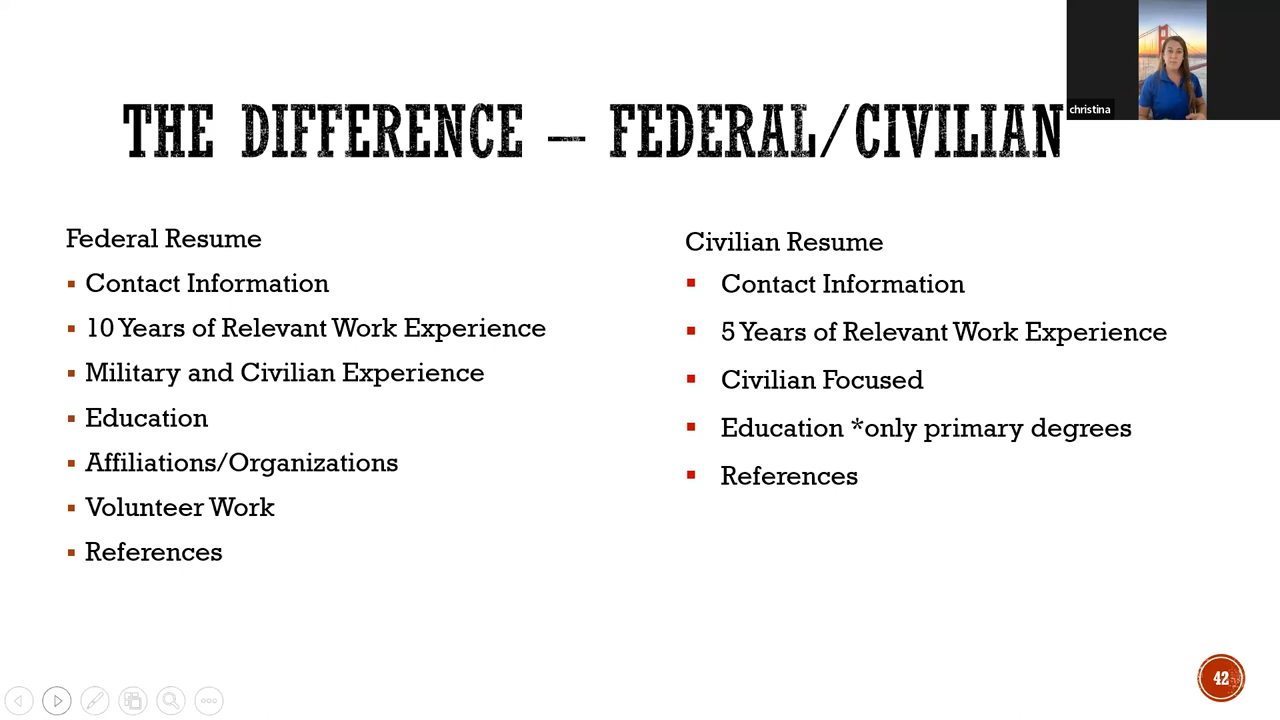 christina
THE DIFFERENCE – FEDERAL/CIVILIAN
Federal Resume
▪ Contact Information
▪ 10 Years of Relevant Work Experience
▪ Military and Civilian Experience
▪ Education
▪ Affiliations/Organizations
▪ Volunteer Work
▪ References
Civilian Resume
▪ Contact Information
▪ 5 Years of Relevant Work Experience
▪ Civilian Focused
▪ Education *only primary degrees
▪ References
42